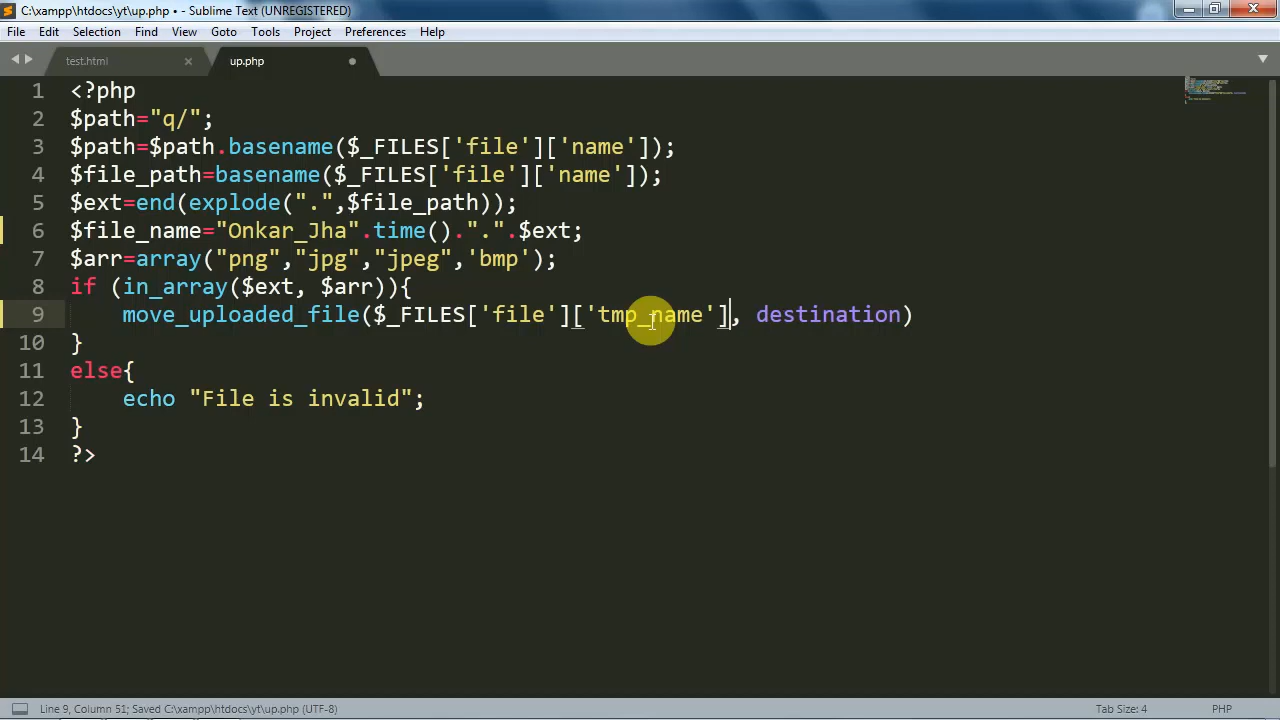 C:\xampp\htdocs\yt\up.php • - Sublime Text (UNREGISTERED)
File Edit Selection Find View Goto Tools Project Preferences Help
test.html up.php
1 <?php
2 $path="q/";
3 $path=$path.basename($_FILES['file']['name']);
4 $file_path=basename($_FILES['file']['name']);
5 $ext=end(explode(".",$file_path));
6 $file_name="Onkar_Jha".time().".".$ext;
7 $arr=array("png","jpg","jpeg",'bmp');
8 if (in_array($ext, $arr)){
9 move_uploaded_file($_FILES['file']['tmp_name'], destination)
10 }
11 else{
12 echo "File is invalid";
13 }
14 ?>
Line 9, Column 51; Saved C:\xampp\htdocs\yt\up.php (UTF-8) Tab Size: 4 PHP